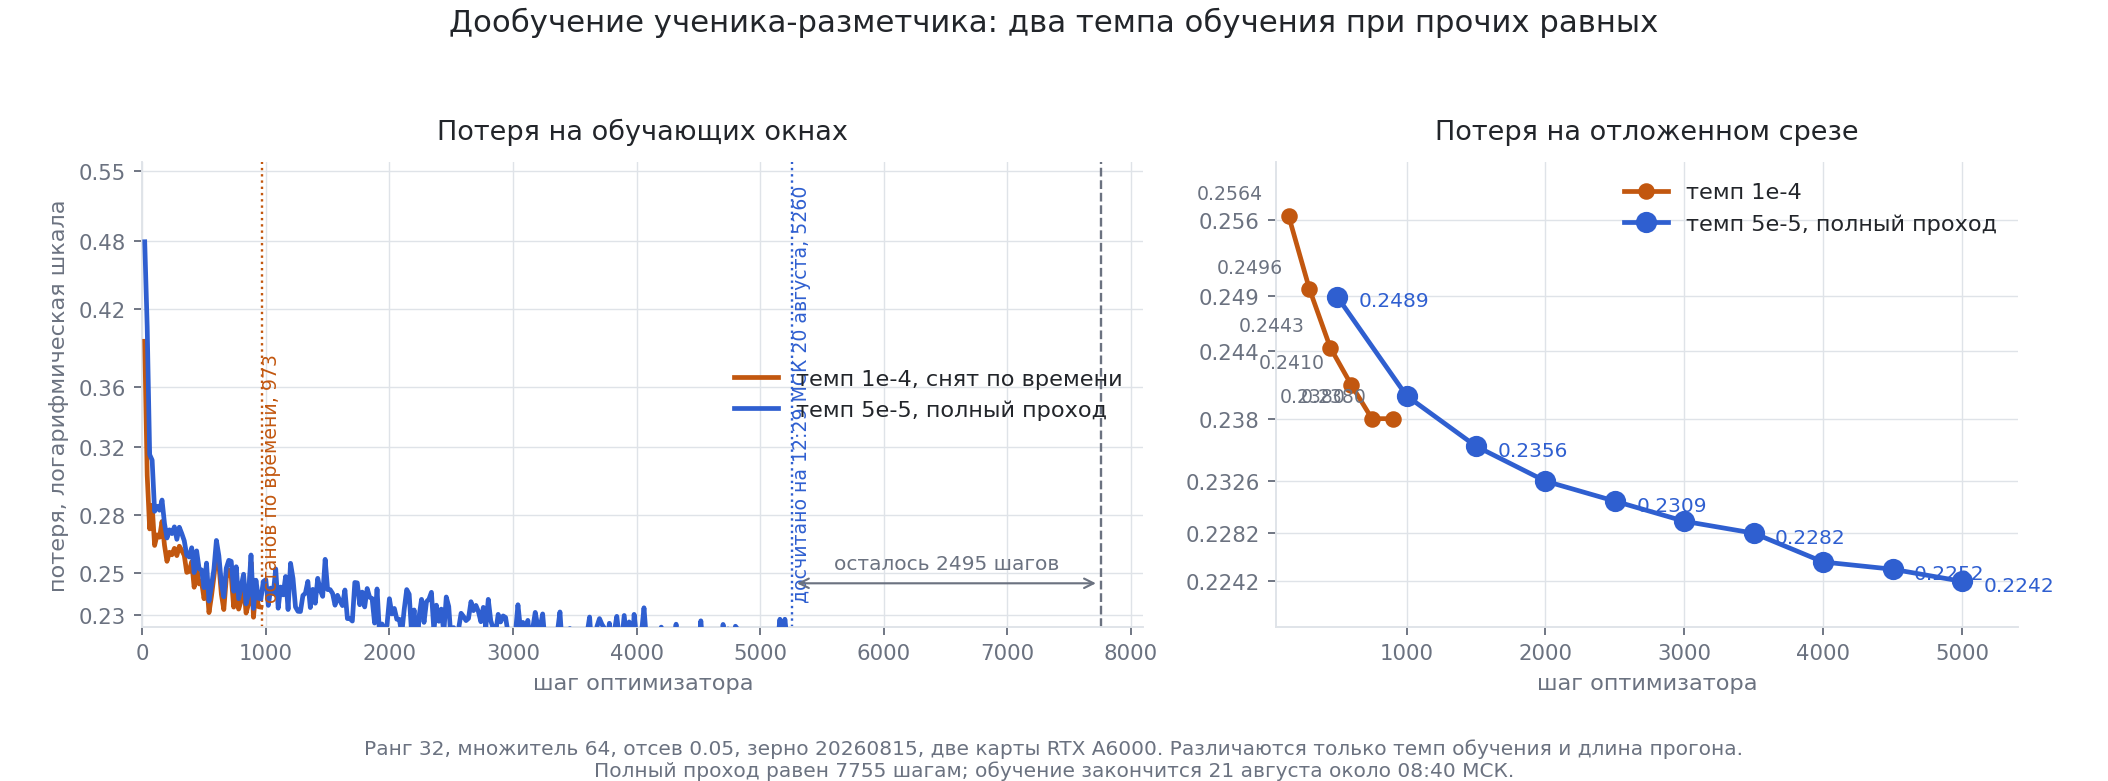 Дообучение ученика-разметчика: два темпа обучения при прочих равных
Потеря на обучающих окнах
потеря, логарифмическая шкала
0.55
0.48
0.42
0.36
0.32
0.28
0.25
0.23
останов по времени, 973
досчитано на 12:29 МСК 20 августа, 5260
темп 1e-4, снят по времени
темп 5e-5, полный проход
осталось 2495 шагов
0
1000
2000
3000
4000
5000
6000
7000
8000
шаг оптимизатора
Потеря на отложенном срезе
0.256
0.249
0.244
0.238
0.2326
0.2282
0.2242
темп 1e-4
темп 5e-5, полный проход
0.2564
0.2496
0.2443
0.2410
0.2380
0.2380
0.2489
0.2356
0.2309
0.2282
0.2252
0.2242
1000
2000
3000
4000
5000
шаг оптимизатора
Ранг 32, множитель 64, отсев 0.05, зерно 20260815, две карты RTX A6000. Различаются только темп обучения и длина прогона.
Полный проход равен 7755 шагам; обучение закончится 21 августа около 08:40 МСК.